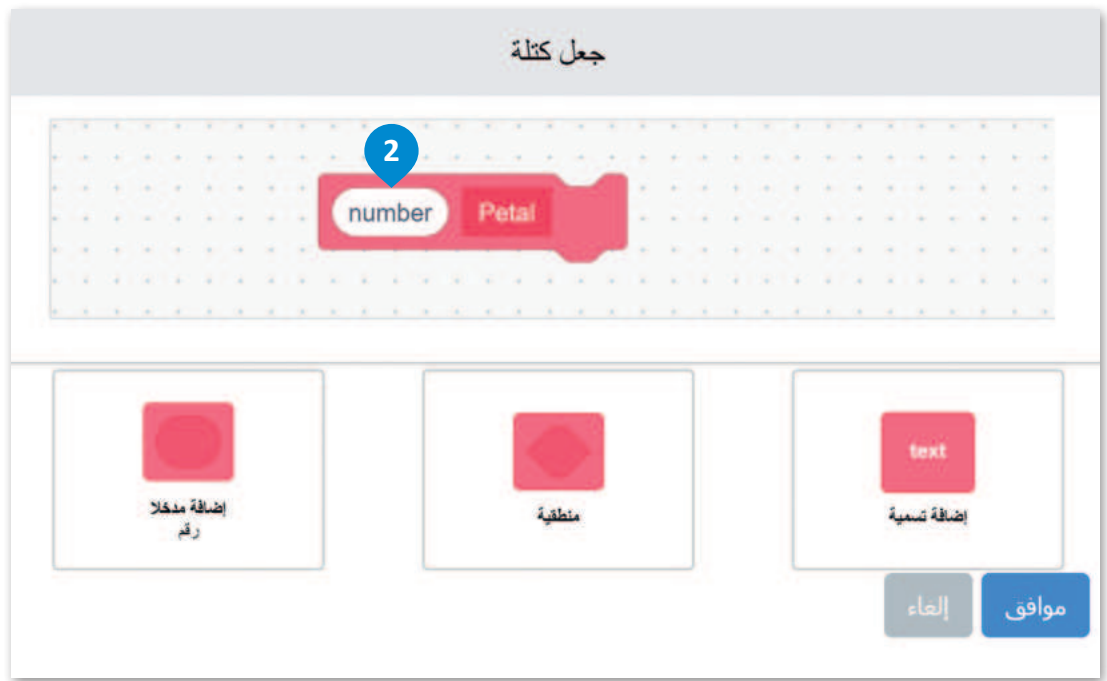 جعل كتلة
2
Petal number
text
إضافة تسمية
منطقية
إضافة مدخلا
رقم
موافق
إلغاء